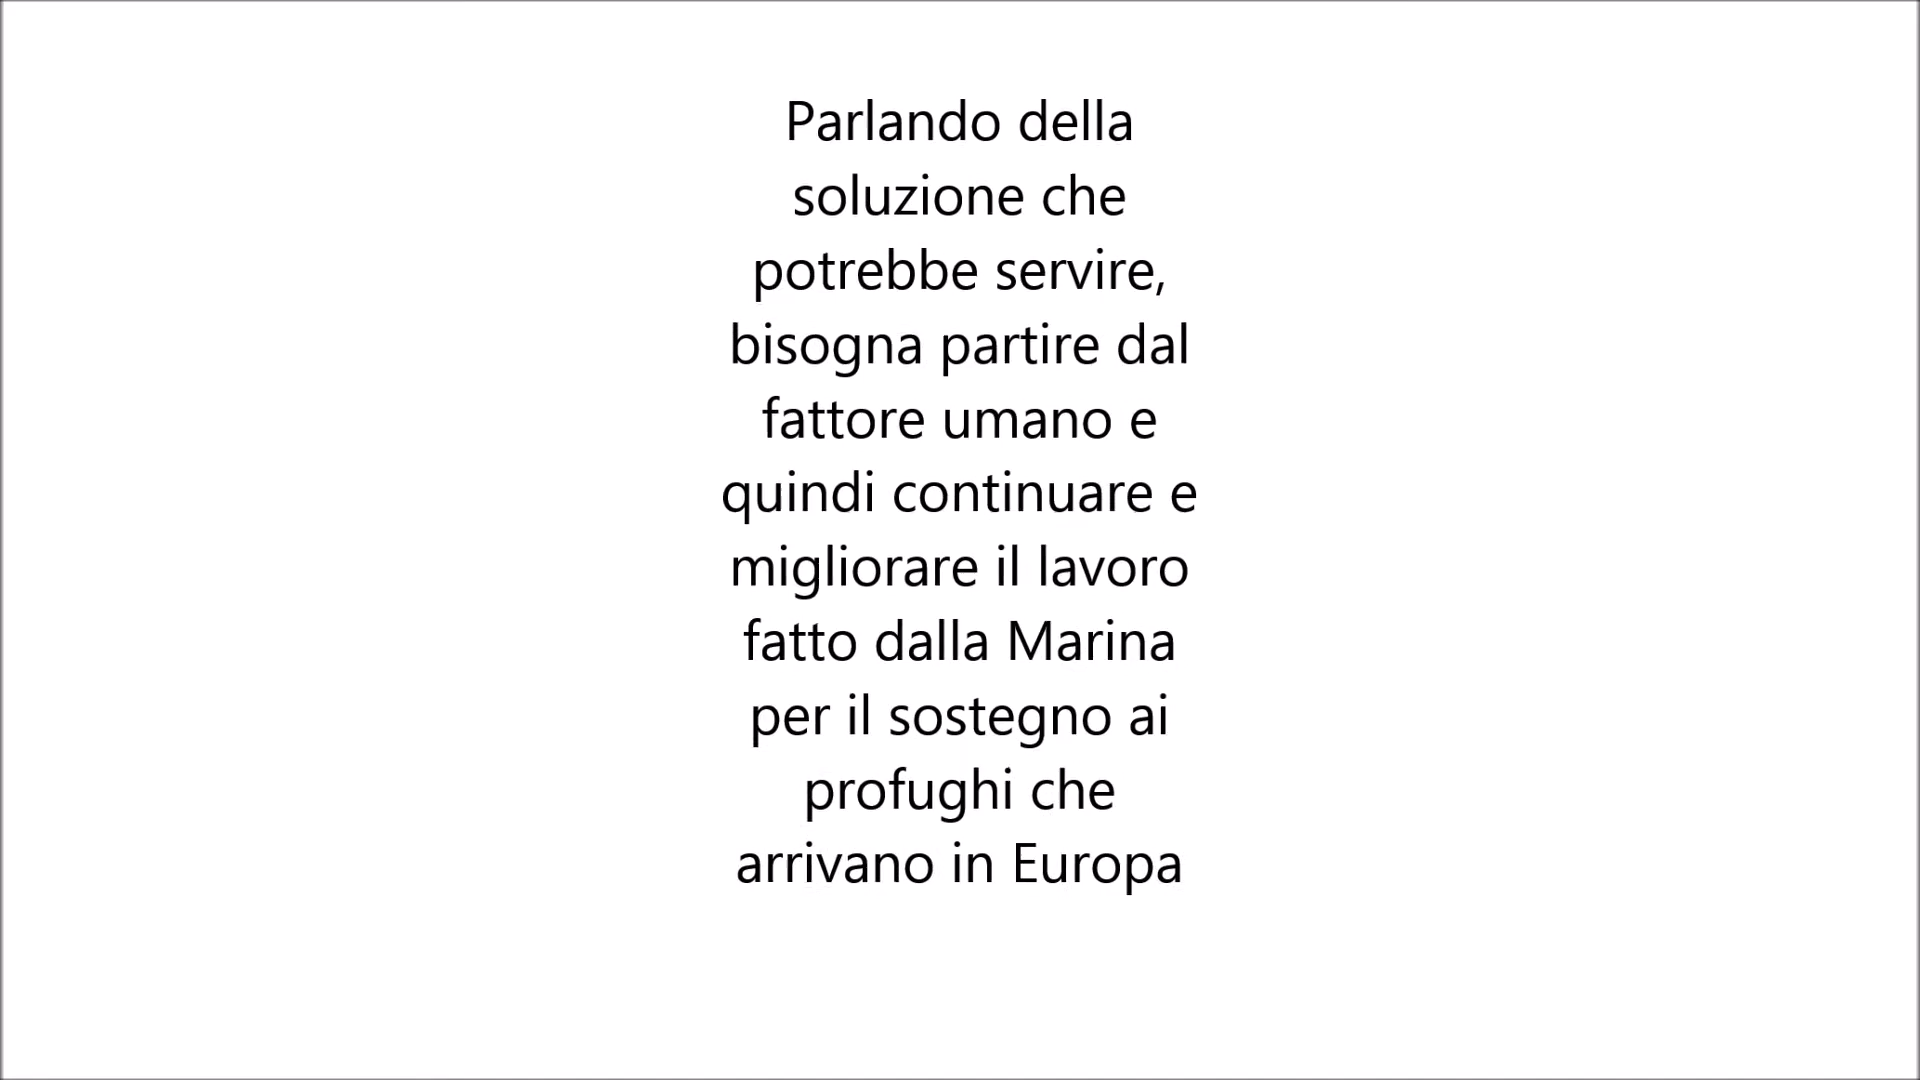 Parlando della
soluzione che
potrebbe servire,
bisogna partire dal
fattore umano e
quindi continuare e
migliorare il lavoro
fatto dalla Marina
per il sostegno ai
profughi che
arrivano in Europa